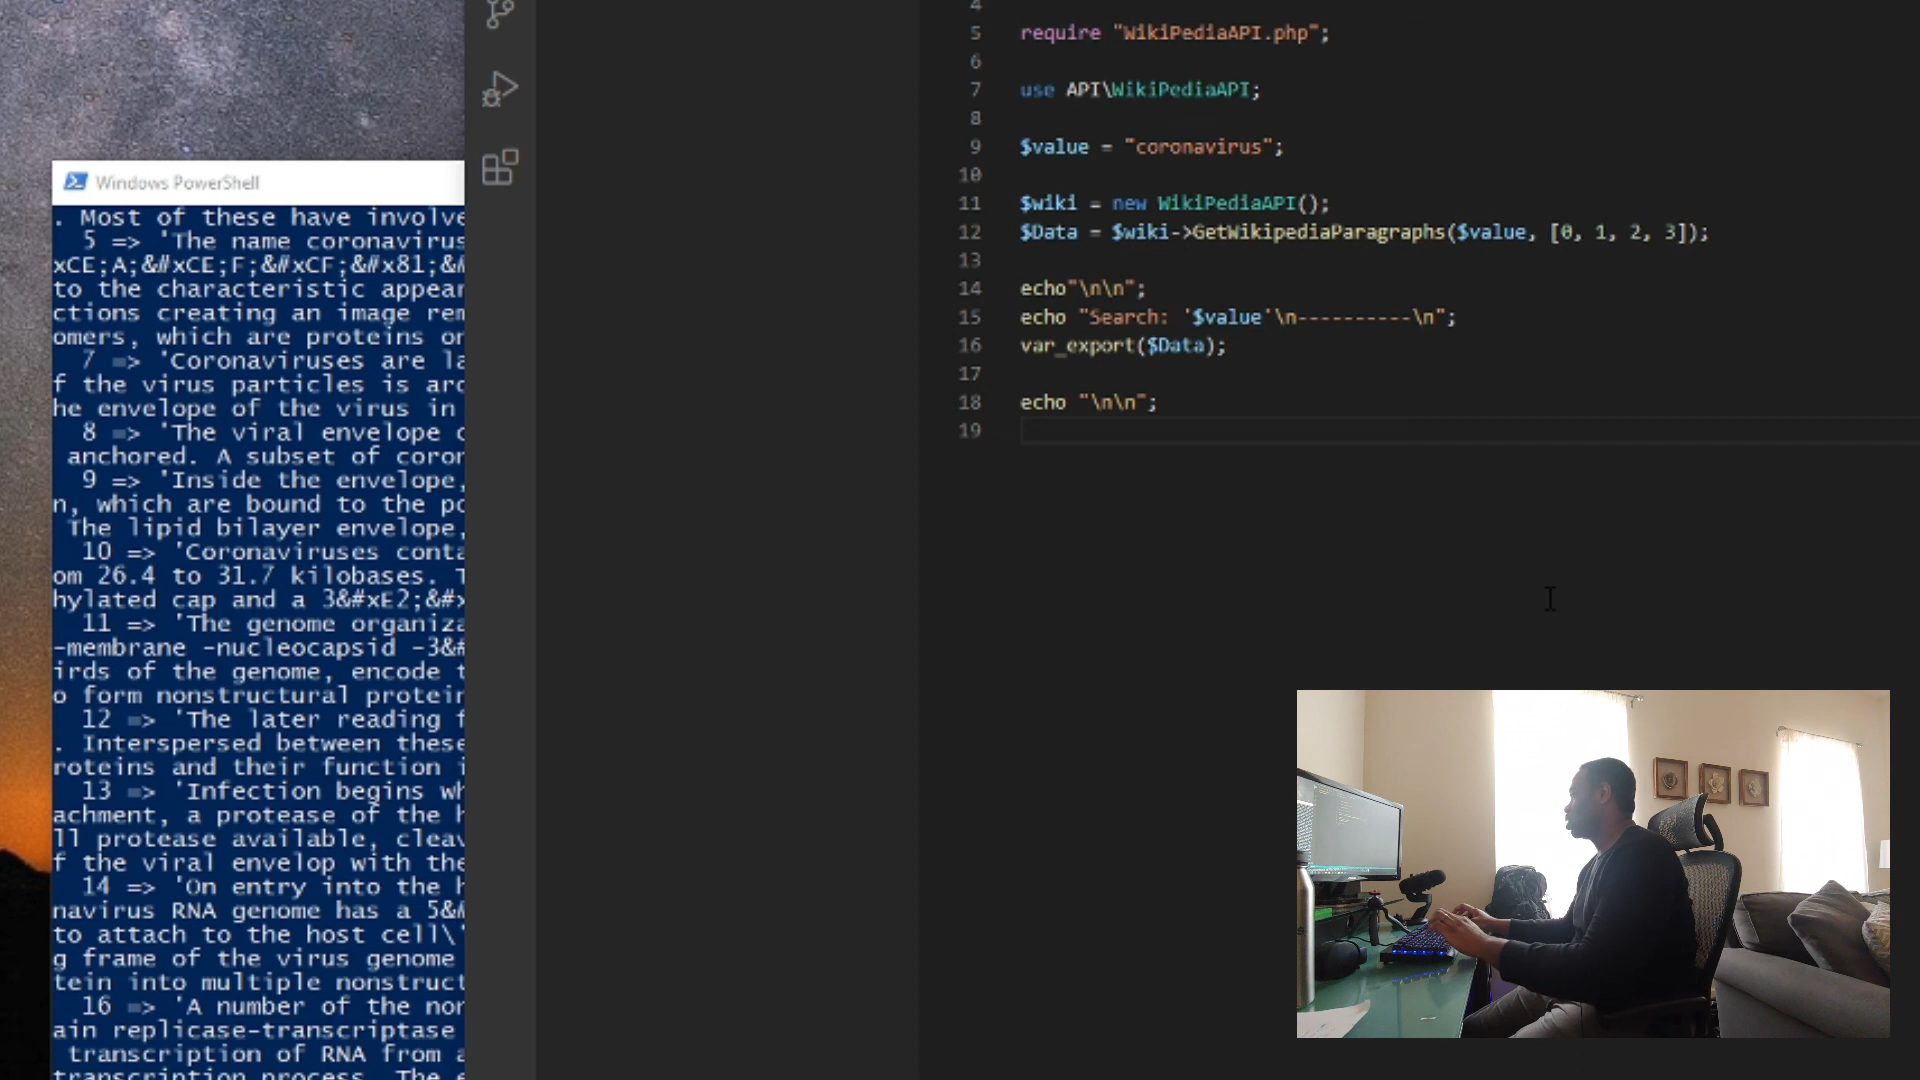 Windows PowerShell
. Most of these have involve
5 => 'The name coronavirus
xCE;A;&#xCE;F;&#xCF;&#x81;&#
to the characteristic appear
ctions creating an image rem
omers, which are proteins on
7 => 'Coronaviruses are la
f the virus particles is aro
he envelope of the virus in
8 => 'The viral envelope c
anchored. A subset of coron
9 => 'Inside the envelope,
n, which are bound to the po
The lipid bilayer envelope,
10 => 'Coronaviruses conta
om 26.4 to 31.7 kilobases. T
hylated cap and a 3&#xE2;&#x
11 => 'The genome organiza
-membrane -nucleocapsid -3&#
irds of the genome, encode t
o form nonstructural protein
12 => 'The later reading f
. Interspersed between these
roteins and their function i
13 => 'Infection begins wh
achment, a protease of the h
ll protease available, cleav
f the viral envelop with the
14 => 'On entry into the h
navirus RNA genome has a 5&#
to attach to the host cell\'
g frame of the virus genome
tein into multiple nonstruct
16 => 'A number of the non
ain replicase-transcriptase
transcription of RNA from a
transcription process. The
4
5 require "WikiPediaAPI.php";
6
7 use API\WikiPediaAPI;
8
9 $value = "coronavirus";
10
11 $wiki = new WikiPediaAPI();
12 $Data = $wiki->GetWikipediaParagraphs($value, [0, 1, 2, 3]);
13
14 echo"\n\n";
15 echo "Search: '$value'\n----------\n";
16 var_export($Data);
17
18 echo "\n\n";
19